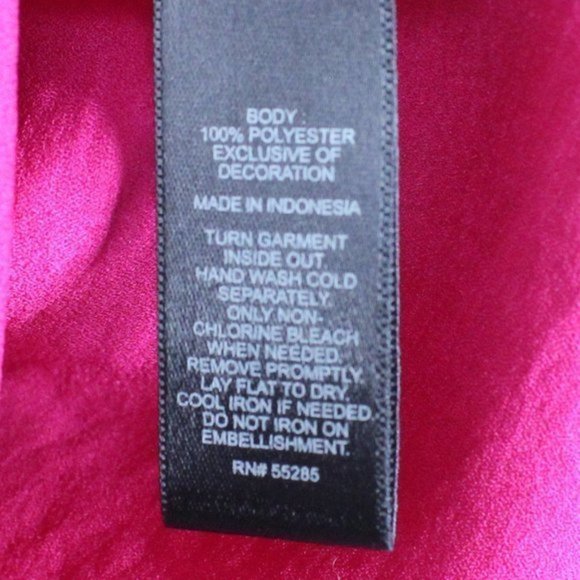 BODY :
100% POLYESTER
EXCLUSIVE OF
DECORATION
MADE IN INDONESIA
TURN GARMENT
INSIDE OUT.
HAND WASH COLD
SEPARATELY.
ONLY NON-
CHLORINE BLEACH
WHEN NEEDED.
REMOVE PROMPTLY.
LAY FLAT TO DRY.
COOL IRON IF NEEDED.
DO NOT IRON ON
EMBELLISHMENT.
RN# 55285